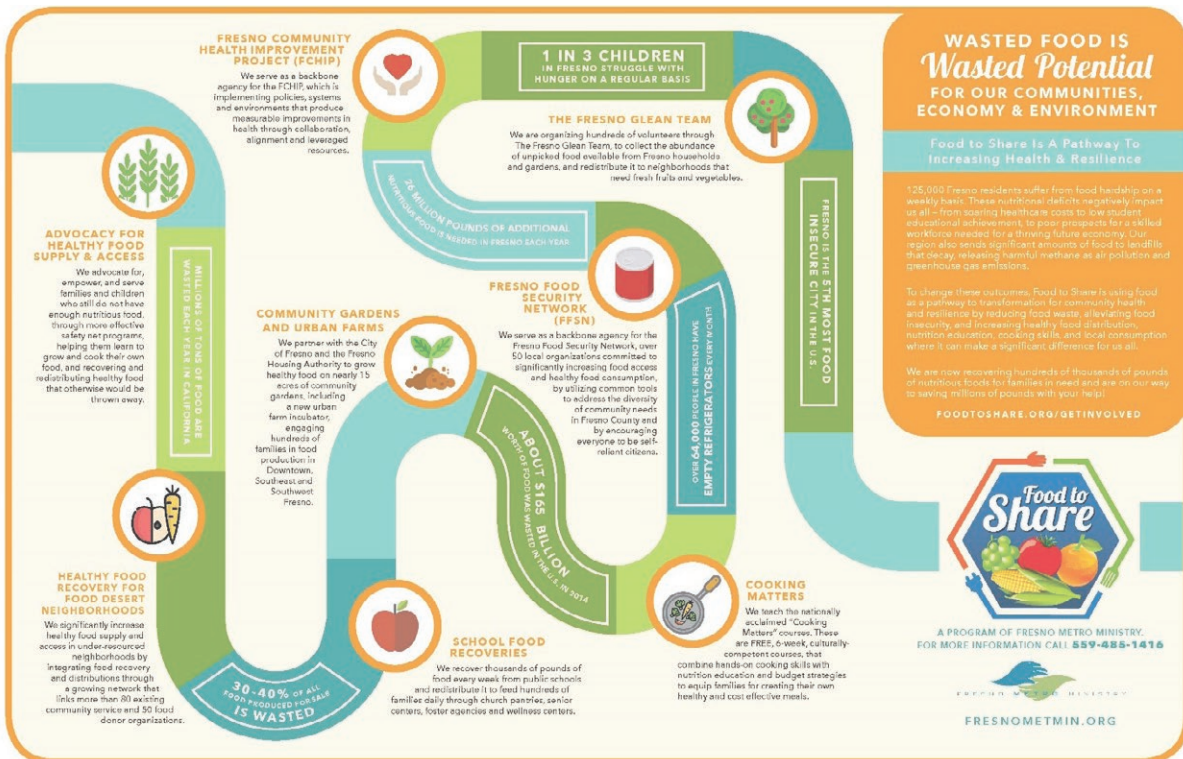 FRESNO COMMUNITY
HEALTH IMPROVEMENT
PROJECT (FCHIP)
We serve as a backbone
agency for the FCHIP, which is
implementing policies, systems
and environments that produce
measurable improvements in
health through collaboration,
alignment and leveraged
resources.
1 IN 3 CHILDREN
IN FRESNO STRUGGLE WITH
HUNGER ON A REGULAR BASIS
THE FRESNO GLEAN TEAM
We are organizing hundreds of volunteers through
The Fresno Glean Team, to collect the abundance
of unpicked food available from Fresno households
and gardens, and redistribute it to neighborhoods that
need fresh fruits and vegetables.
WASTED FOOD IS
Wasted Potential
FOR OUR COMMUNITIES,
ECONOMY & ENVIRONMENT
Food to Share Is A Pathway To
Increasing Health & Resilience
125,000 Fresno residents suffer from food hardship on a
weekly basis. These nutritional deficits negatively impact
us all – from soaring healthcare costs to low student
educational achievement, to poor prospects for a skilled
workforce needed for a thriving future economy. Our
region also sends significant amounts of food to landfills
that decay, releasing harmful methane as air pollution and
greenhouse gas emissions.
To change these outcomes, Food to Share is using food
as a pathway to transformation for community health
and resilience by reducing food waste, alleviating food
insecurity, and increasing healthy food distribution,
nutrition education, cooking skills, and local consumption
where it can make a significant difference for us all.
We are now recovering hundreds of thousands of pounds
of nutritious foods for families in need and are on our way
to saving millions of pounds with your help!
FOODTOSHARE.ORG/GETINVOLVED
ADVOCACY FOR
HEALTHY FOOD
SUPPLY & ACCESS
We advocate for,
empower, and serve
families and children
who still do not have
enough nutritious food,
through more effective
safety net programs,
helping them learn to
grow and cook their own
food, and recovering and
redistributing healthy food
that otherwise would be
thrown away.
MILLIONS OF TONS OF FOOD ARE
WASTED EACH YEAR IN CALIFORNIA
36 MILLION POUNDS OF ADDITIONAL
NUTRITIOUS FOOD IS NEEDED IN FRESNO EACH YEAR
FRESNO IS THE 5TH MOST FOOD
INSECURE CITY IN THE U.S.
COMMUNITY GARDENS
AND URBAN FARMS
We partner with the City
of Fresno and the Fresno
Housing Authority to grow
healthy food on nearly 15
acres of community
gardens, including
a new urban
farm incubator,
engaging
hundreds of
families in food
production in
Downtown,
Southeast and
Southwest
Fresno.
FRESNO FOOD
SECURITY
NETWORK
(FFSN)
We serve as a backbone agency for the
Fresno Food Security Network, over
50 local organizations committed to
significantly increasing food access
and healthy food consumption,
by utilizing common tools
to address the diversity
of community needs
in Fresno County and
by encouraging
everyone to be self-
reliant citizens.
OVER 64,000 PEOPLE IN FRESNO HAVE
EMPTY REFRIGERATORS EVERY MONTH
ABOUT $165 BILLION
WORTH OF FOOD WAS WASTED IN THE U.S. IN 2014
HEALTHY FOOD
RECOVERY FOR
FOOD DESERT
NEIGHBORHOODS
We significantly increase
healthy food supply and
access in under-resourced
neighborhoods by
integrating food recovery
and distributions through
a growing network that
links more than 80 existing
community service and 50 food
donor organizations.
30-40% OF ALL
FOOD PRODUCED FOR SALE
IS WASTED
SCHOOL FOOD
RECOVERIES
We recover thousands of pounds of
food every week from public schools
and redistribute it to feed hundreds of
families daily through church pantries, senior
centers, foster agencies and wellness centers.
COOKING
MATTERS
We teach the nationally
acclaimed "Cooking
Matters" courses. These
are FREE, 6-week, culturally-
competent courses, that
combine hands-on cooking skills with
nutrition education and budget strategies
to equip families for creating their own
healthy and cost effective meals.
Food to
Share
A PROGRAM OF FRESNO METRO MINISTRY.
FOR MORE INFORMATION CALL 559-485-1416
FRESNO METRO MINISTRY
FRESNOMETMIN.ORG